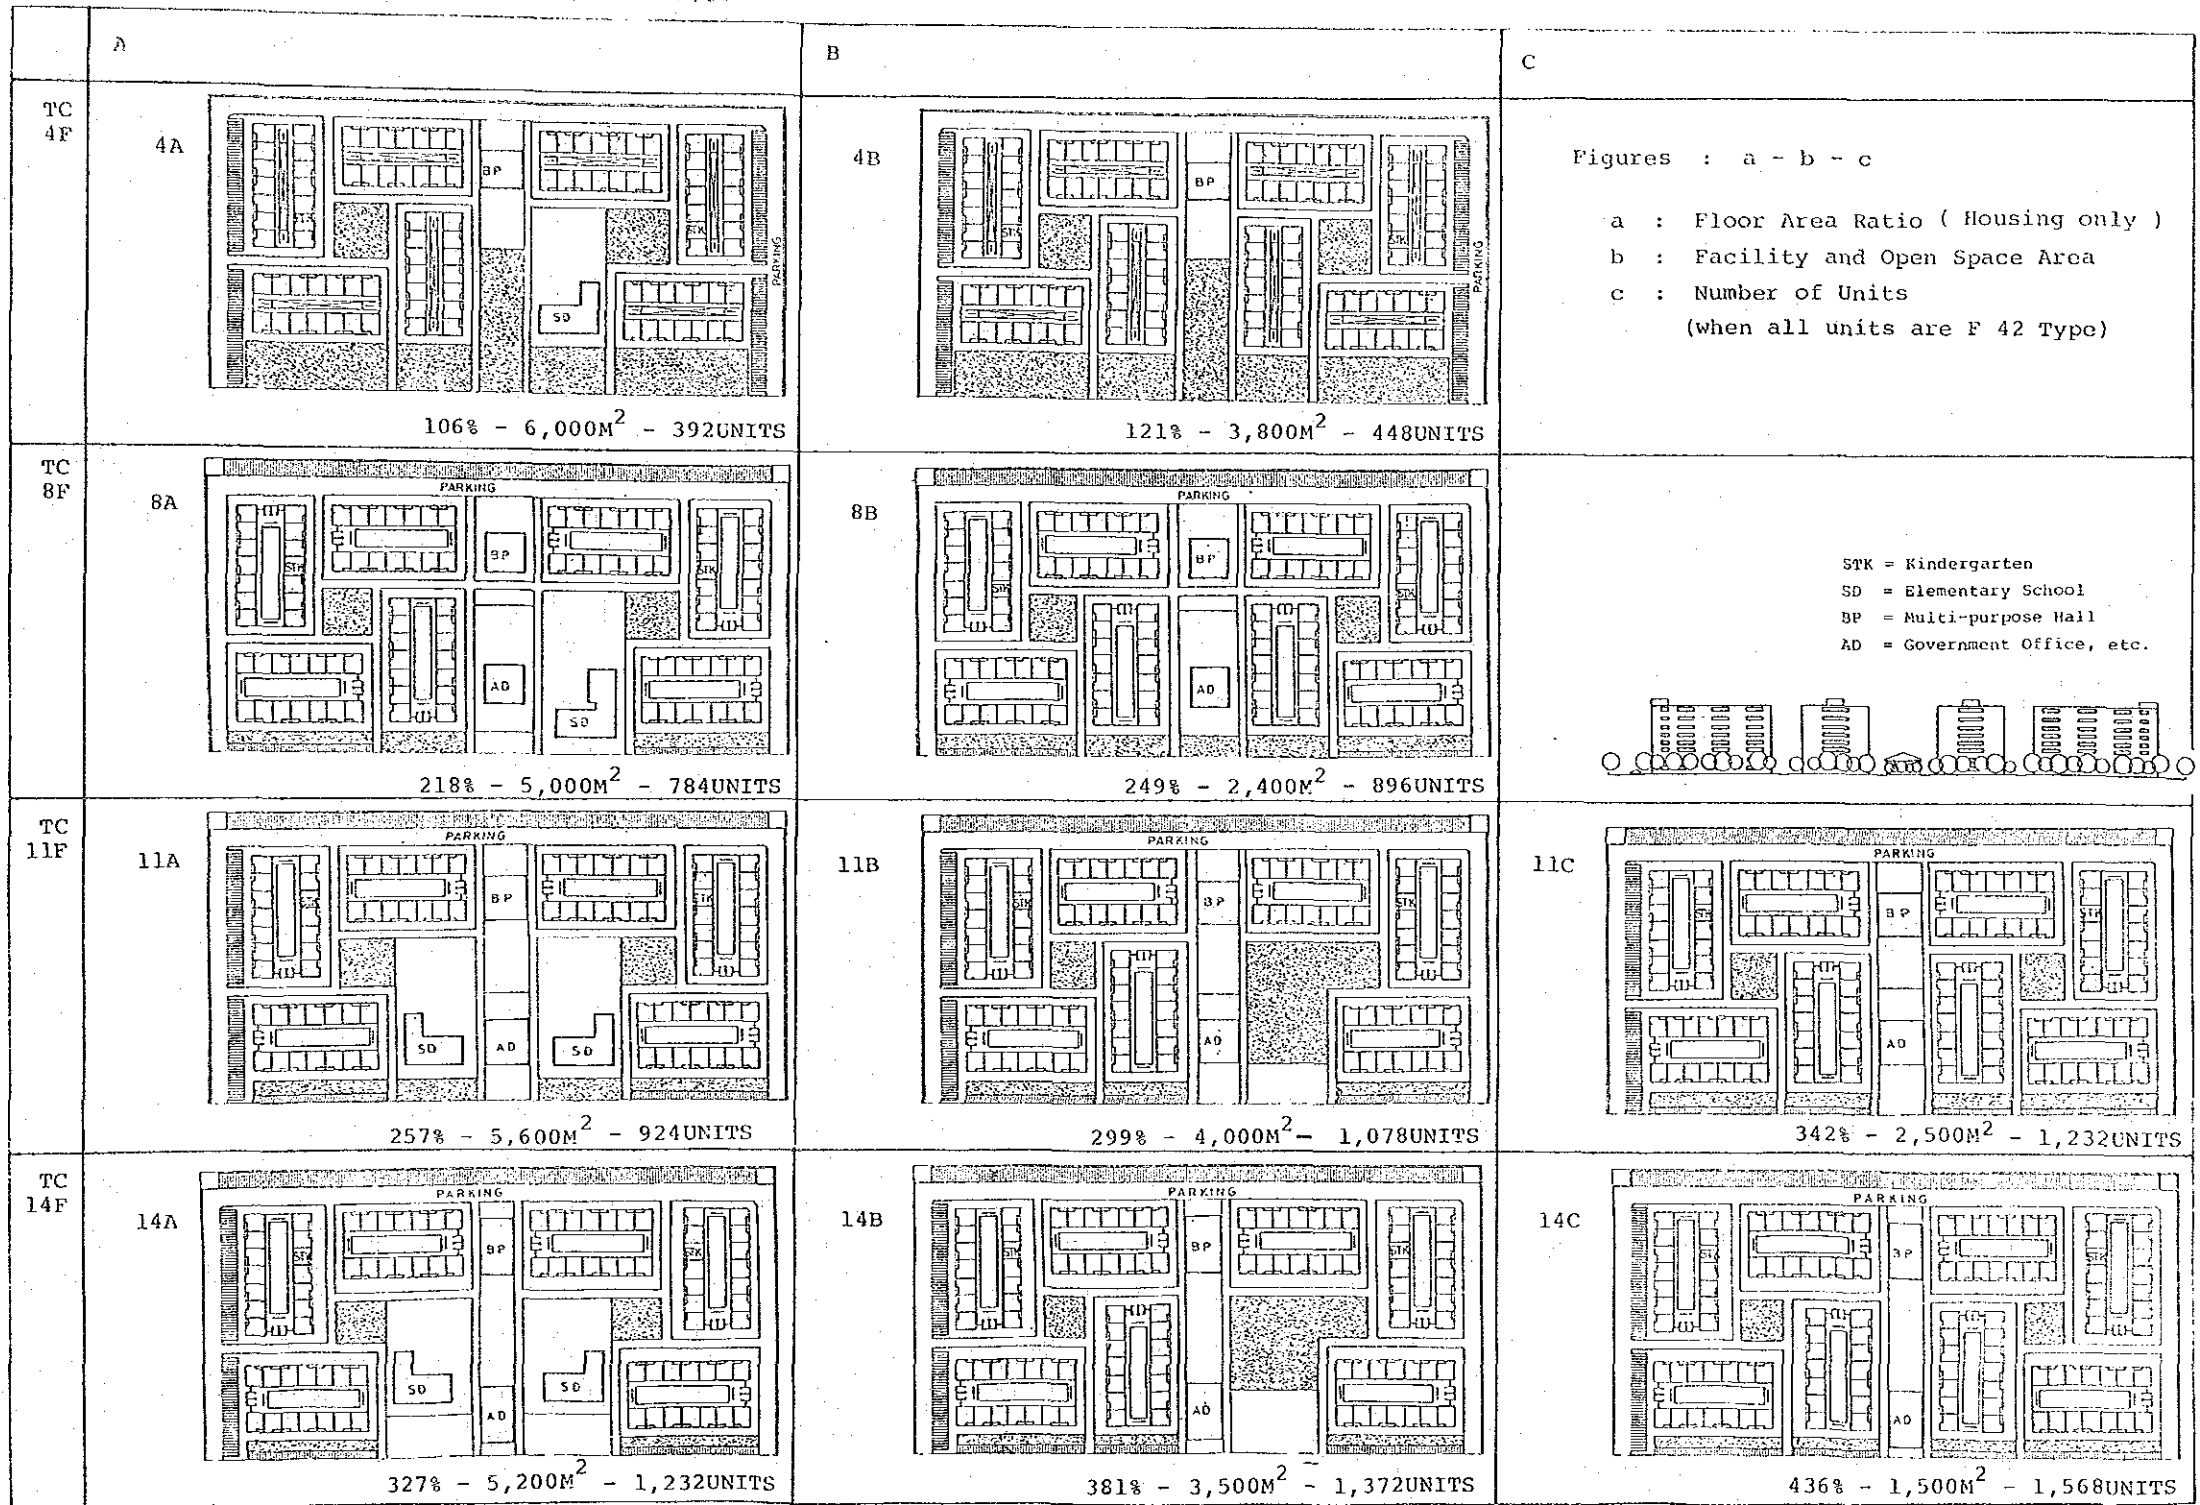 A
B
C
TC
4F
4A
BP
STK
STK
SD
PARKING
106% - 6,000M² - 392UNITS
4B
BP
STK
STK
PARKING
121% - 3,800M² - 448UNITS
Figures : a - b - c
a : Floor Area Ratio ( Housing only )
b : Facility and Open Space Area
c : Number of Units
(when all units are F 42 Type)
TC
8F
8A
PARKING
BP
STK
STK
AD
SD
218% - 5,000M² - 784UNITS
8B
PARKING
BP
STK
STK
AD
249% - 2,400M² - 896UNITS
STK = Kindergarten
SD = Elementary School
BP = Multi-purpose Hall
AD = Government Office, etc.
TC
11F
11A
PARKING
STK
BP
STK
SD
AD
SD
257% - 5,600M² - 924UNITS
11B
PARKING
STK
BP
STK
AD
299% - 4,000M² - 1,078UNITS
11C
PARKING
STK
BP
STK
AD
342% - 2,500M² - 1,232UNITS
TC
14F
14A
PARKING
STK
BP
STK
SD
SD
AD
327% - 5,200M² - 1,232UNITS
14B
PARKING
STK
BP
STK
AD
381% - 3,500M² - 1,372UNITS
14C
PARKING
STK
BP
STK
AD
436% - 1,500M² - 1,568UNITS